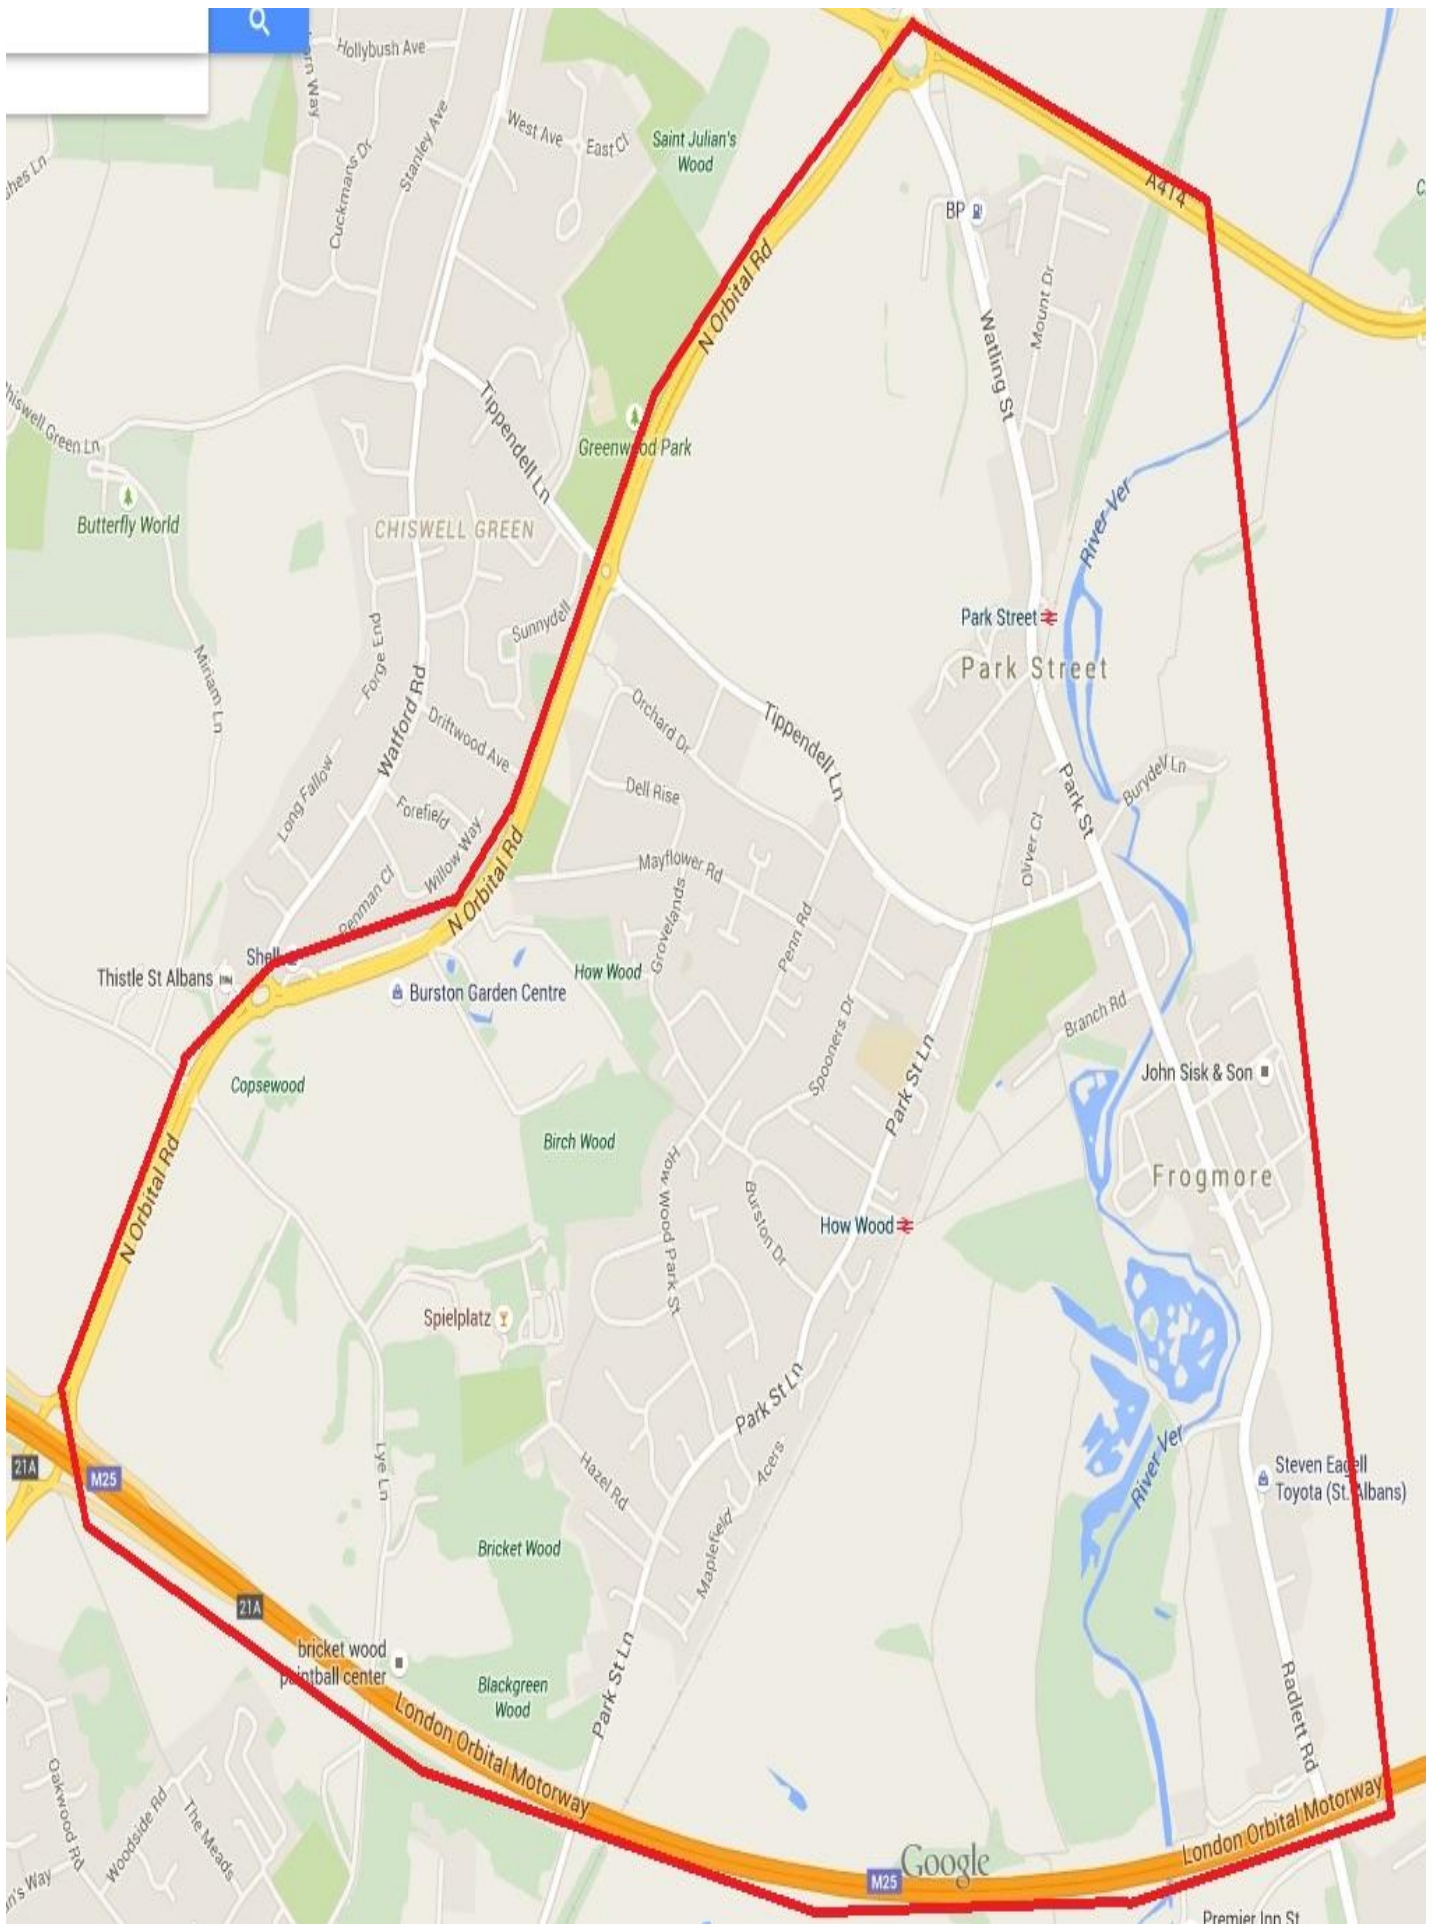 Hollybush Ave
orn Way
Cuckmans Dr
Stanley Ave
West Ave
East Cl
Saint Julian's
Wood
shes Ln
A414
BP
N Orbital Rd
Mount Dr
Watling St
Tippendell Ln
Greenwood Park
hiswell Green Ln
Butterfly World
CHISWELL GREEN
River Ver
Park Street
Park Street
Sunnydell
Forge End
Miriam Ln
Watford Rd
Driftwood Ave
Orchard Dr
Tippendell Ln
Long Fallow
Forefield
Dell Rise
Burydell Ln
Park St
Oliver Cl
Willow Way
Penman Cl
N Orbital Rd
Mayflower Rd
Grovelands
Penn Rd
Shell
Thistle St Albans
Burston Garden Centre
How Wood
Spooners Dr
Branch Rd
Park St Ln
John Sisk & Son
Copsewood
Birch Wood
N Orbital Rd
How Wood Park St
Burston Dr
Frogmore
How Wood
Spielplatz
Park St Ln
21A
M25
Lye Ln
Hazel Rd
Acers
Maplefield
River Ver
Steven Eagell
Toyota (St. Albans)
Bricket Wood
21A
bricket wood
paintball center
Blackgreen
Wood
Park St Ln
Radlett Rd
London Orbital Motorway
Oakwood Rd
Woodside Rd
The Meads
London Orbital Motorway
Google
M25
n's Way
Premier Inn St